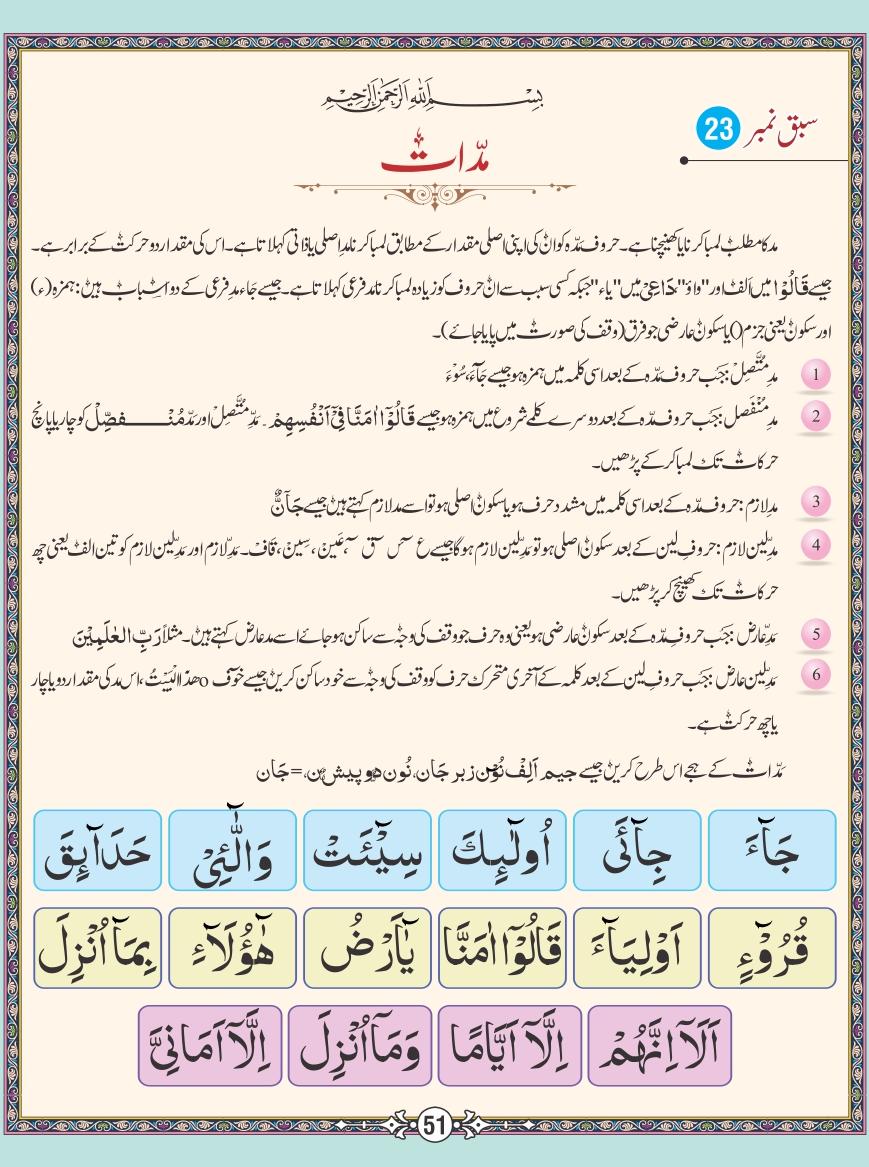 بِسْمِ اللہِ الرَّحْمٰنِ الرَّحِیْمِ
سبق نمبر 23
مدّات
مد کا مطلب لمبا کرنا یا کھینچنا ہے۔ حروف مدّہ کو ان کی اپنی اصلی مقدار کے مطابق لمبا کرنا مد اصلی یا ذاتی کہلاتا ہے۔ اس کی مقدار دو حرکت کے برابر ہے۔
جیسے قَالُوْا میں الف اور "واؤ" دَاعِیْ میں "یاء" جبکہ کسی سبب سے ان حروف کو زیادہ لمبا کرنا مد فرعی کہلاتا ہے۔ جیسے جاء مد فرعی کے دو اسباب ہیں: ہمزہ (ء)
اور سکون یعنی جزم () یا سکون عارضی جو فرق (وقف کی صورت میں پایا جائے)۔
1 مدِ متَّصِلْ: جب حروف مدّہ کے بعد اسی کلمہ میں ہمزہ ہو جیسے جَآءَ، سُوْءَ
2 مدِ مُنْفَصِل: جب حروف مدّہ کے بعد دوسرے کلمے شروع میں ہمزہ ہو جیسے قَالُوْٓا اٰمَنَّا فِیْٓ اَنْفُسِهِمْ۔ مدِّ متَّصِلْ اور مدّ مُنْفَصِلْ کو چار یا پانچ
حرکات تک لمبا کر کے پڑھیں۔
3 مدِ لازم: حروف مدّہ کے بعد اسی کلمہ میں مشدد حرف ہو یا سکون اصلی ہو تو اسے مد لازم کہتے ہیں جیسے جَآنٌّ
4 مدِّلین لازم: حروفِ لین کے بعد سکون اصلی ہو تو مدِّلین لازم ہو گا جیسے عٓسٓقٓ، عَیْن، سِیْن، قَاف۔ مدِّ لازم اور مدِّلین لازم کو تین الف یعنی چھ
حرکات تک کھینچ کر پڑھیں۔
5 مدِّ عارض: جب حروفِ مدّہ کے بعد سکون عارضی ہو یعنی وہ حرف جو وقف کی وجہ سے ساکن ہو جائے اسے مد عارض کہتے ہیں۔ مثلاً رَبِّ الْعٰلَمِیْنَ
6 مدِّلین عارض: جب حروفِ لین کے بعد کلمہ کے آخری متحرک حرف کو وقف کی وجہ سے خود ساکن کریں جیسے خَوْف o هٰذَا الْبَیْتُ، اس مد کی مقدار دو یا چار
یا چھ حرکت ہے۔
مدّات کے ہجے اس طرح کریں جیسے جیم اَلِفْ نُوْن زبر جان، نُون دو پیش نٌ، = جَان
جَآءَ جِآئَیَ اُولٰٓئِكَ سِیْٓئَتْ وَالّٰٓئِیْ حَدَآئِقَ
قُرُوْٓءٍ اَوْلِیَآءَ قَالُوْٓا اٰمَنَّا یٰٓاَرْضُ هٰٓؤُلَآءِ بِمَآ اُنْزِلَ
اَلَآ اِنَّهُمْ اِلَّآ اَیَّامًا وَمَآ اُنْزِلَ اِلَّآ اَمَانِیَّ
51